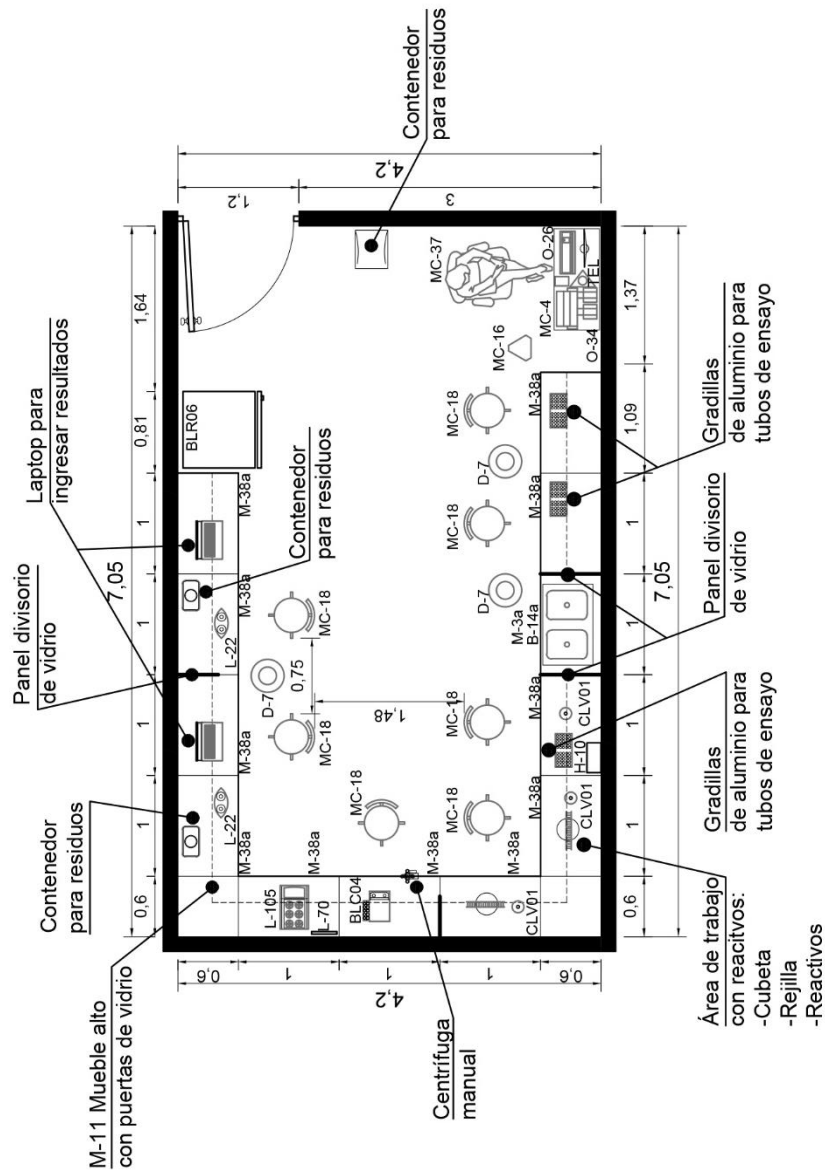 M-11 Mueble alto
con puertas de vidrio
Contenedor
para residuos
Panel divisorio
de vidrio
Laptop para
ingresar resultados
Contenedor
para residuos
7,05
0,6
1
1
1
1
0,81
1,64
4,2
0,6
1
1
0,6
4,2
1,2
3
L-22
M-38a
M-38a
L-22
M-38a
M-38a
BLR06
M-38a
M-38a
L-105
L-70
BLC04
M-38a
CLV01
MC-18
MC-18
D-7
MC-18
0,75
1,48
MC-18
MC-18
D-7
MC-18
D-7
MC-18
MC-16
MC-37
M-38a
CLV01
H-10
M-38a
CLV01
M-3a
B-14a
M-38a
M-38a
MC-4
O-34
O-26
TEL
Contenedor
para residuos
Centrífuga
manual
0,6
1
1
1
1
1,09
1,37
7,05
Área de trabajo
con reacitvos:
-Cubeta
-Rejilla
-Reactivos
Gradillas
de aluminio para
tubos de ensayo
Panel divisorio
de vidrio
Gradillas
de aluminio para
tubos de ensayo